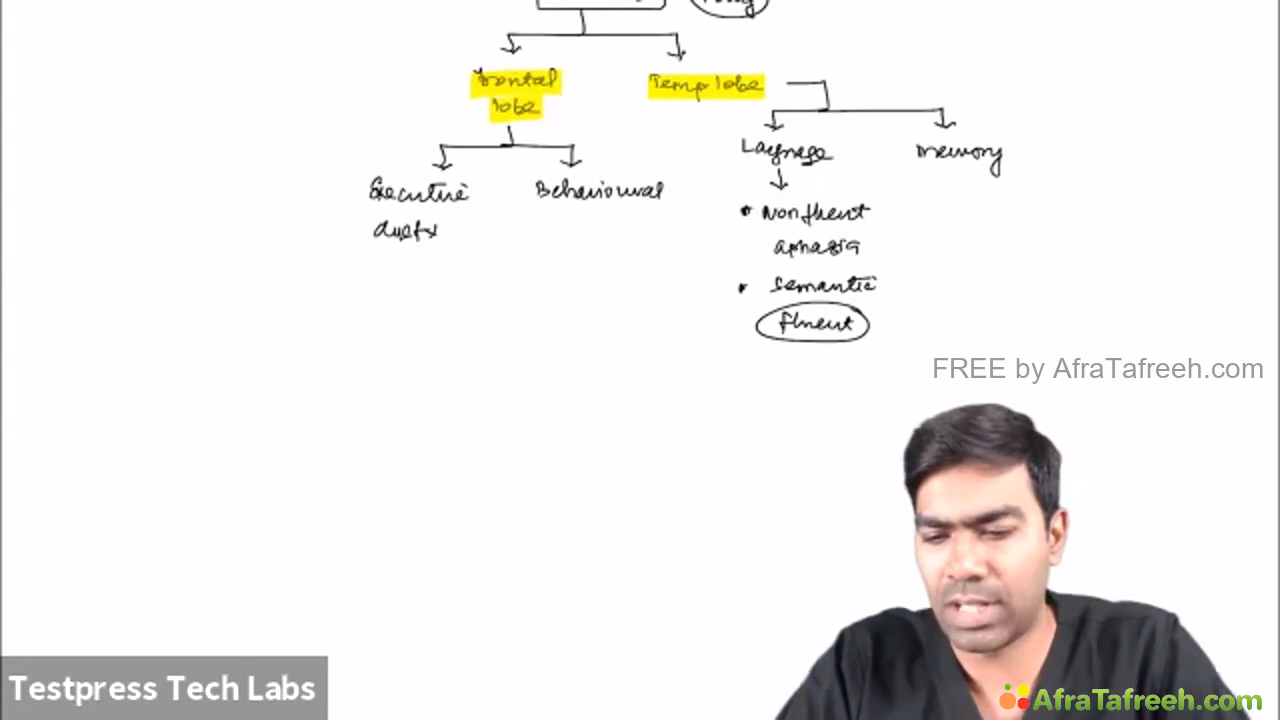 Frontal
lobe
Temp lobe
Executive
Behavioural
Language
Memory
• Nonfluent
aphasia
• Semantic
fluent
FREE by AfraTafreeh.com
Testpress Tech Labs
AfraTafreeh.com